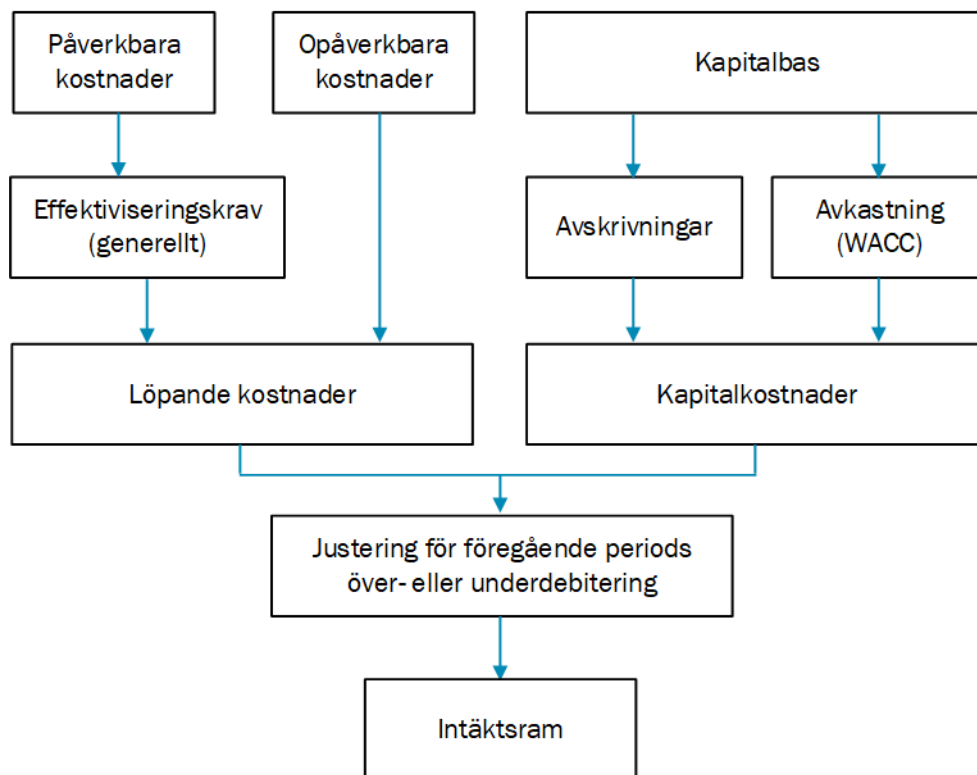 Påverkbara
kostnader
Opåverkbara
kostnader
Kapitalbas
Effektiviseringskrav
(generellt)
Avskrivningar
Avkastning
(WACC)
Löpande kostnader
Kapitalkostnader
Justering för föregående periods
över- eller underdebitering
Intäktsram